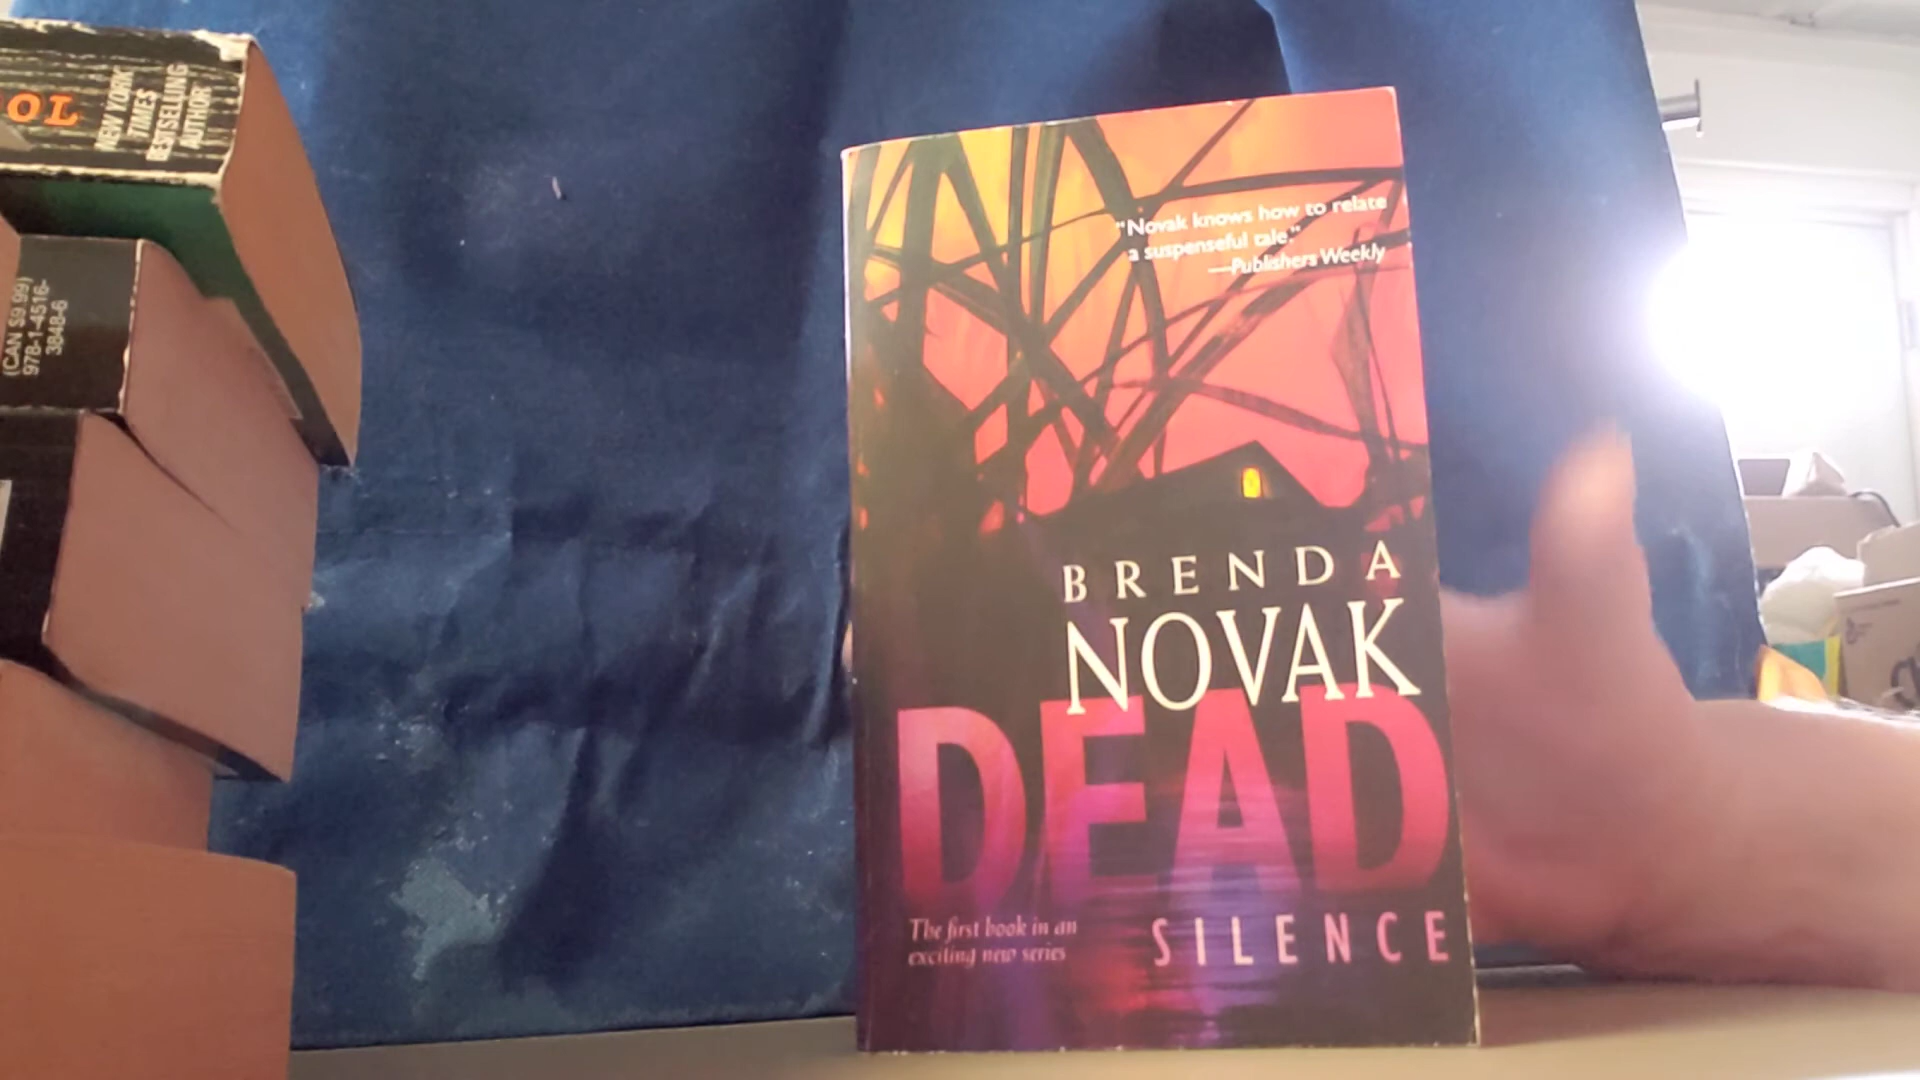 OL
NEW YORK
TIMES
BESTSELLING
AUTHOR
(CAN $9.99)
978-1-4516-
3848-6
"Novak knows how to relate
a suspenseful tale."
—Publishers Weekly
BRENDA
NOVAK
DEAD
SILENCE
The first book in an
exciting new series